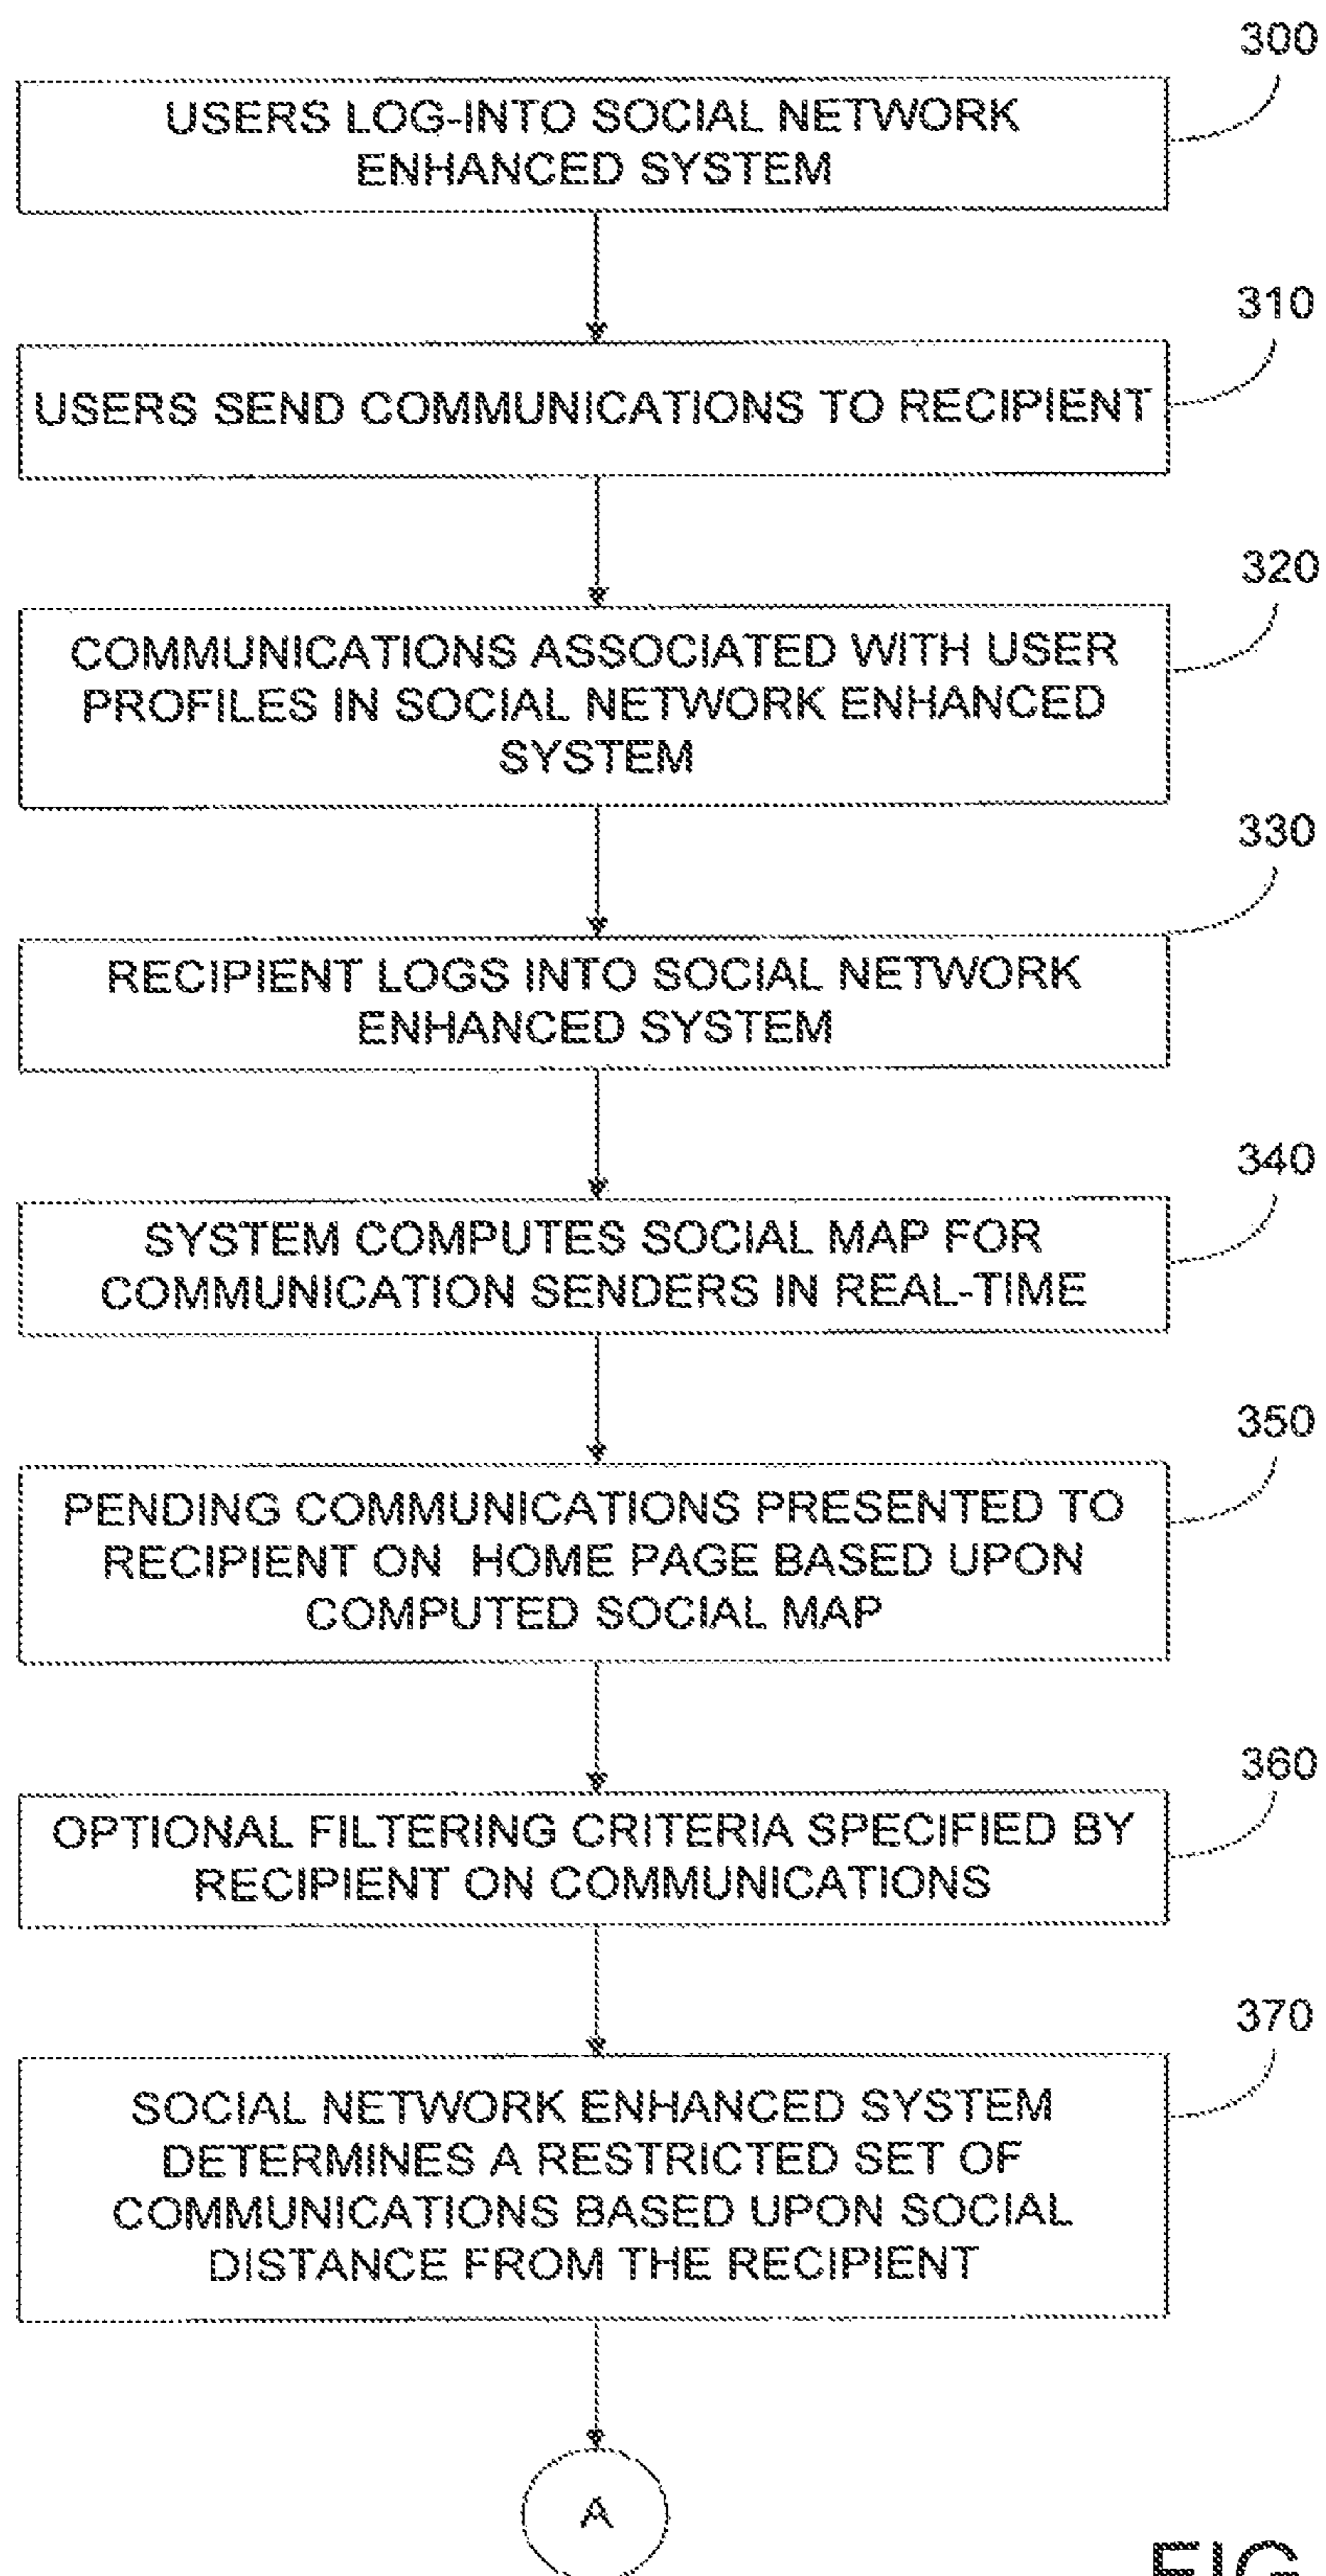 300
USERS LOG-INTO SOCIAL NETWORK
ENHANCED SYSTEM
310
USERS SEND COMMUNICATIONS TO RECIPIENT
320
COMMUNICATIONS ASSOCIATED WITH USER
PROFILES IN SOCIAL NETWORK ENHANCED
SYSTEM
330
RECIPIENT LOGS INTO SOCIAL NETWORK
ENHANCED SYSTEM
340
SYSTEM COMPUTES SOCIAL MAP FOR
COMMUNICATION SENDERS IN REAL-TIME
350
PENDING COMMUNICATIONS PRESENTED TO
RECIPIENT ON HOME PAGE BASED UPON
COMPUTED SOCIAL MAP
360
OPTIONAL FILTERING CRITERIA SPECIFIED BY
RECIPIENT ON COMMUNICATIONS
370
SOCIAL NETWORK ENHANCED SYSTEM
DETERMINES A RESTRICTED SET OF
COMMUNICATIONS BASED UPON SOCIAL
DISTANCE FROM THE RECIPIENT
A
FIG